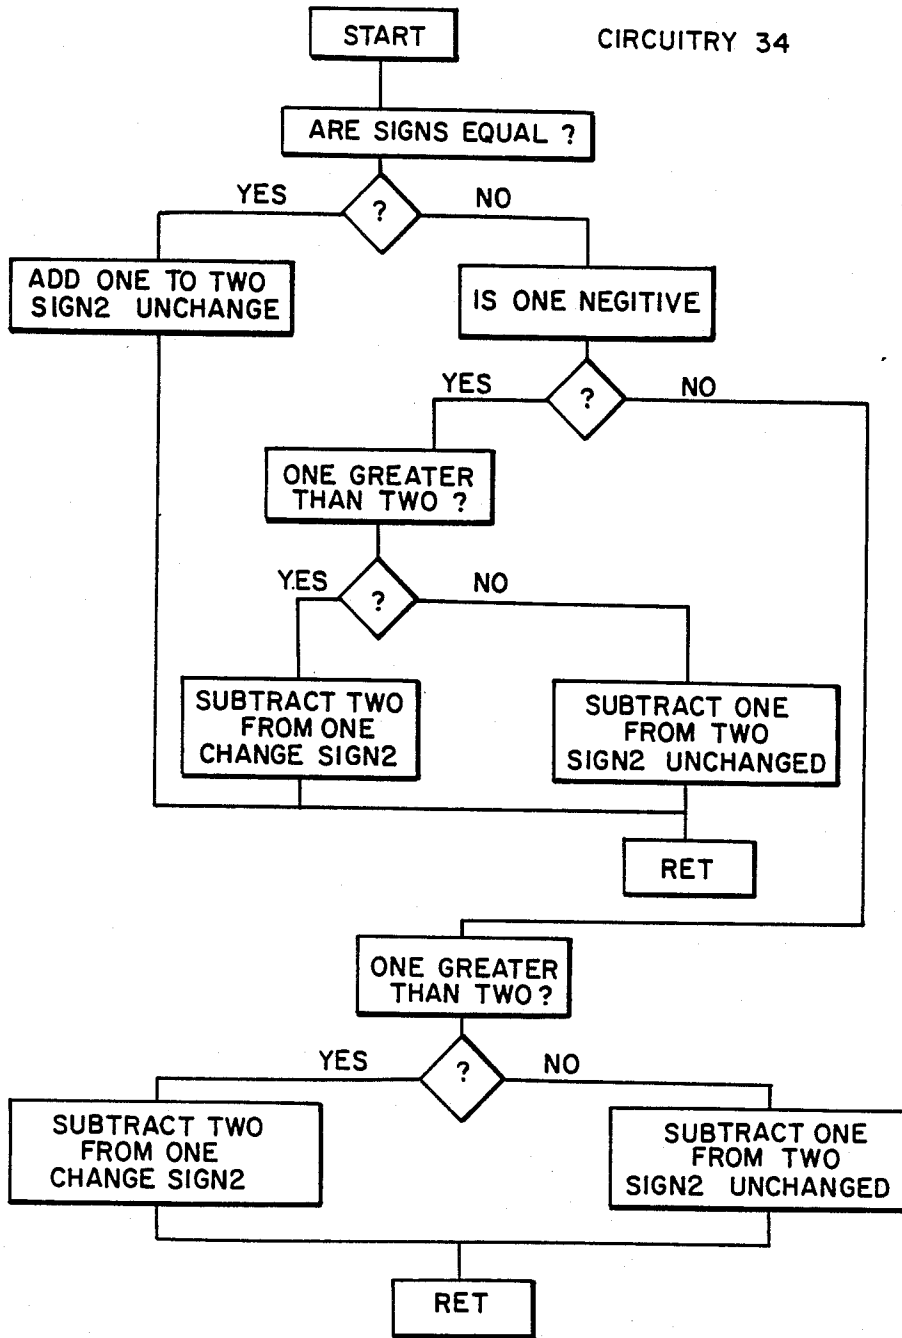 START
CIRCUITRY 34
ARE SIGNS EQUAL ?
YES
?
NO
ADD ONE TO TWO
SIGN2 UNCHANGE
IS ONE NEGITIVE
YES
?
NO
ONE GREATER
THAN TWO ?
Y.ES
?
NO
SUBTRACT TWO
FROM ONE
CHANGE SIGN2
SUBTRACT ONE
FROM TWO
SIGN2 UNCHANGED
RET
ONE GREATER
THAN TWO ?
YES
?
NO
SUBTRACT TWO
FROM ONE
CHANGE SIGN2
SUBTRACT ONE
FROM TWO
SIGN2 UNCHANGED
RET